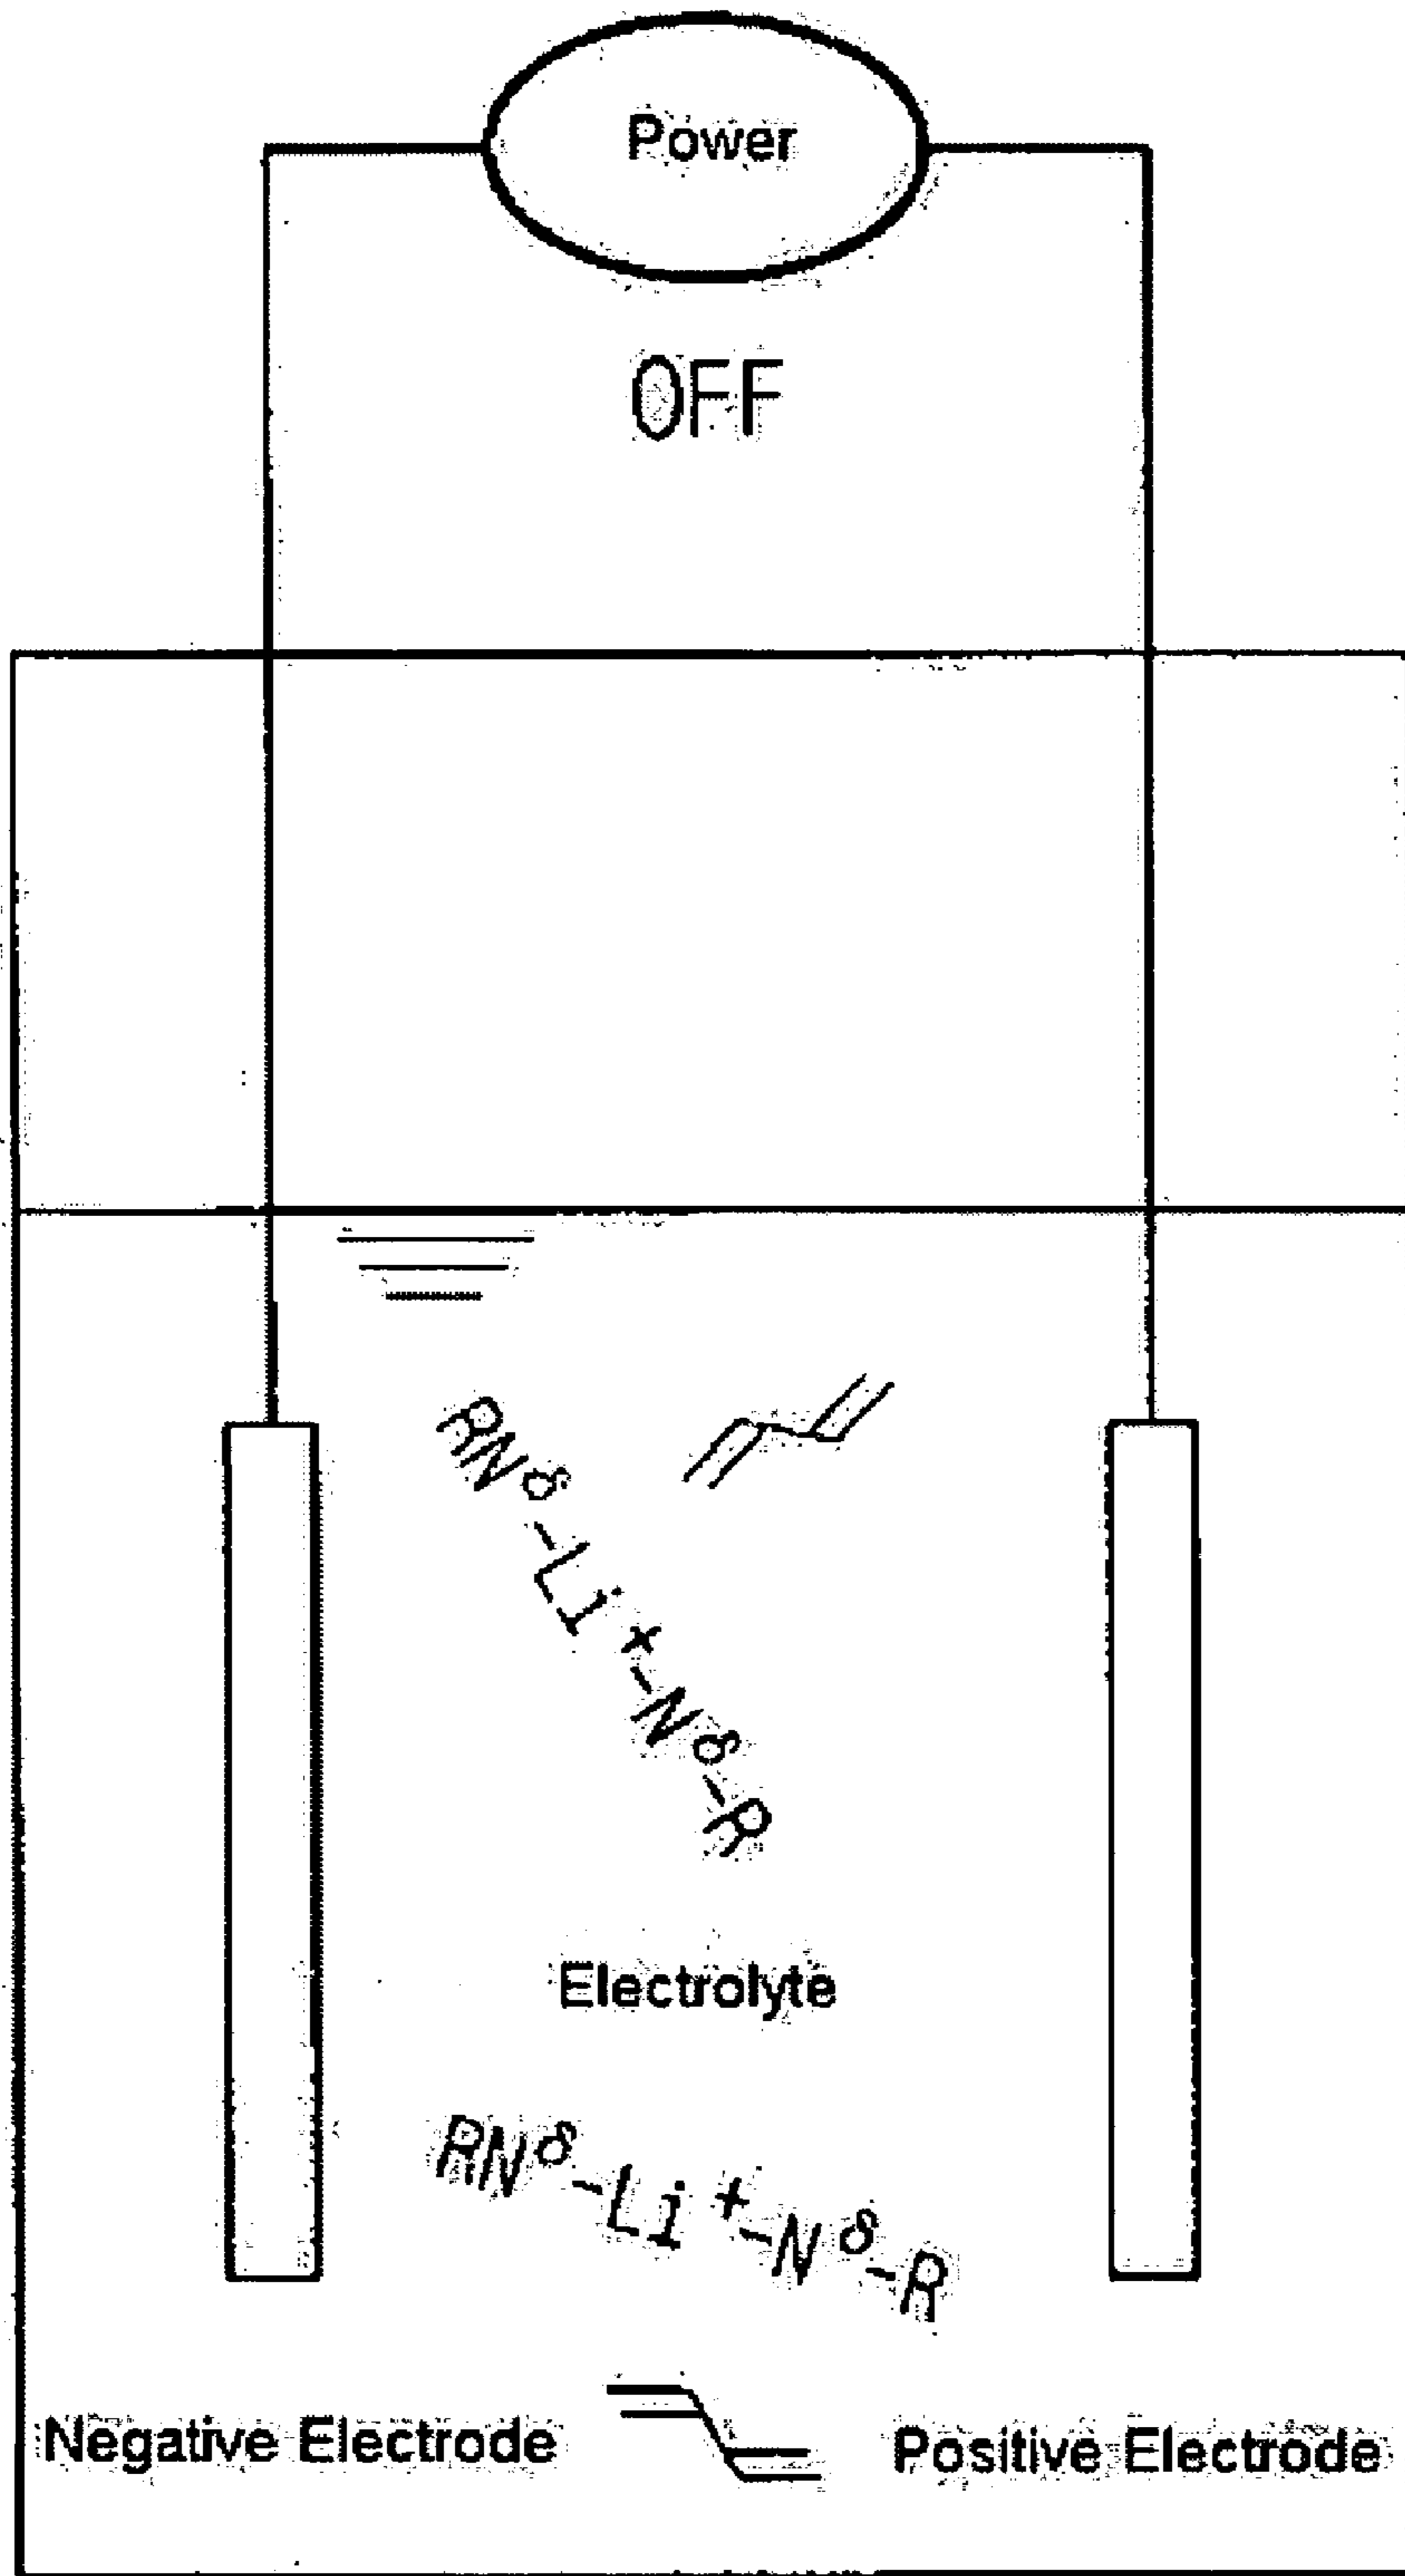 Power
OFF
RNᵟ-Li⁺-Nᵟ-R
Electrolyte
RNᵟ-Li⁺-Nᵟ-R
Negative Electrode
Positive Electrode